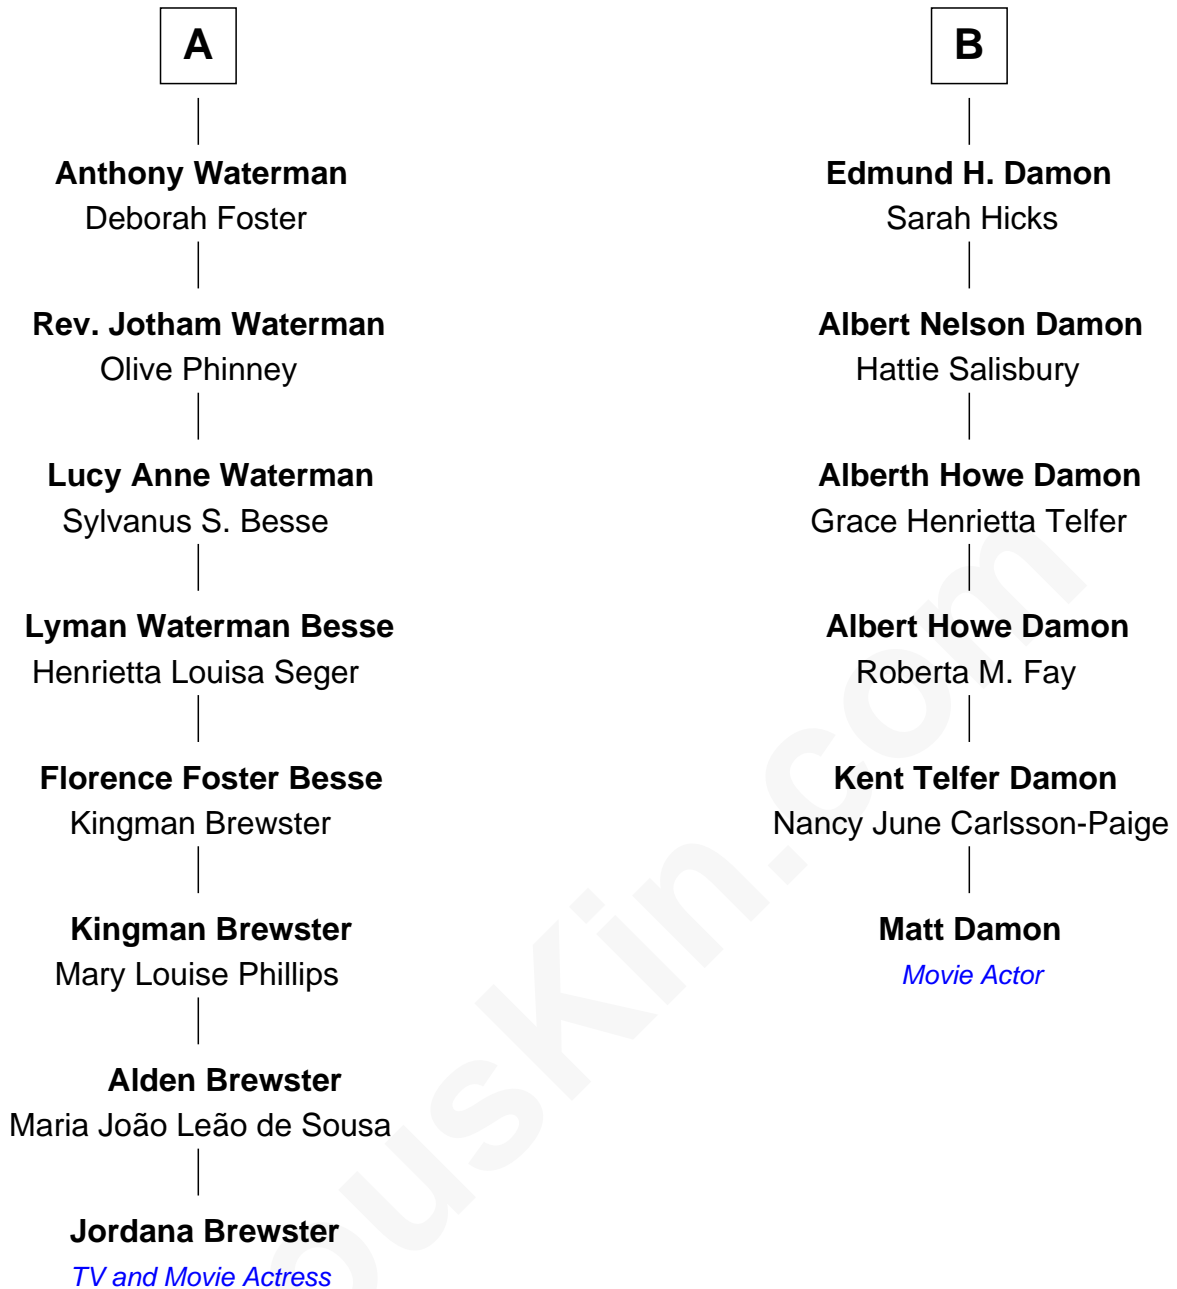 A
Anthony Waterman
Deborah Foster
Rev. Jotham Waterman
Olive Phinney
Lucy Anne Waterman
Sylvanus S. Besse
Lyman Waterman Besse
Henrietta Louisa Seger
Florence Foster Besse
Kingman Brewster
Kingman Brewster
Mary Louise Phillips
Alden Brewster
Maria João Leão de Sousa
Jordana Brewster
TV and Movie Actress
B
Edmund H. Damon
Sarah Hicks
Albert Nelson Damon
Hattie Salisbury
Alberth Howe Damon
Grace Henrietta Telfer
Albert Howe Damon
Roberta M. Fay
Kent Telfer Damon
Nancy June Carlsson-Paige
Matt Damon
Movie Actor
ousKin.com